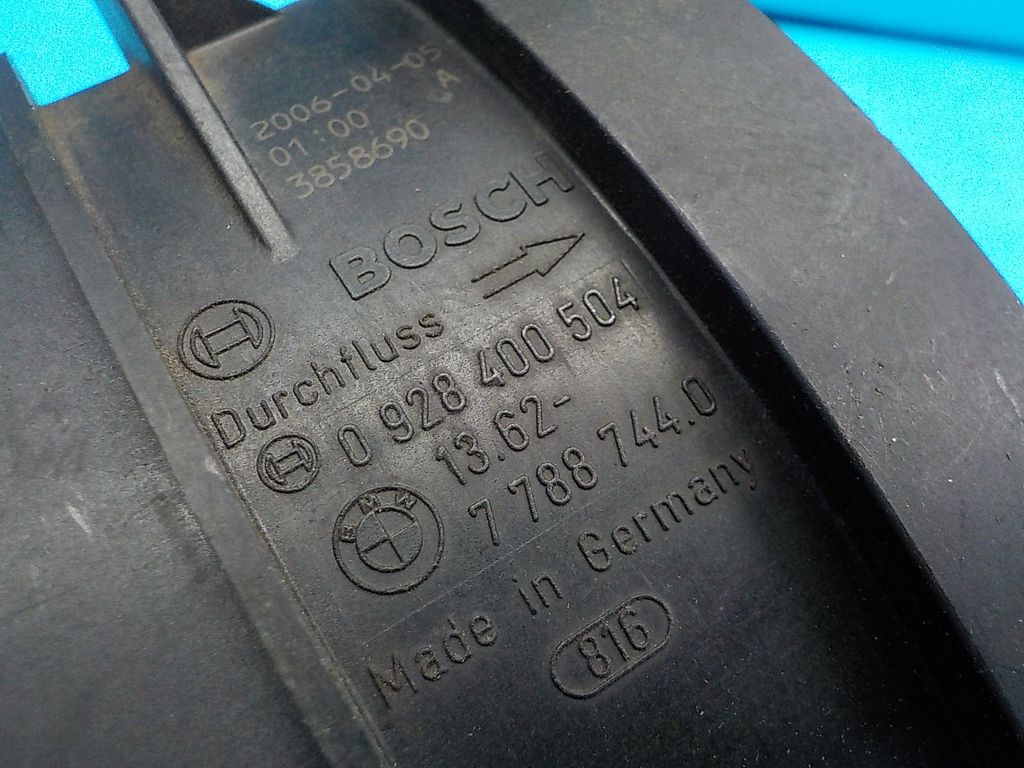 2006-04-05
01:00 A
3858690
BOSCH
Durchfluss
0 928 400 504
13.62-
BMW
7 788 744.0
Made in Germany
816